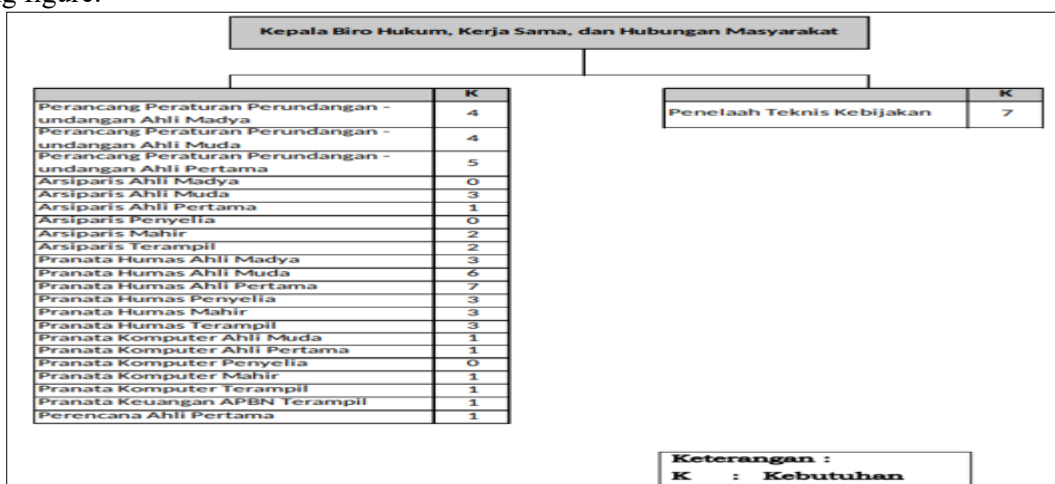 ng figure.
Kepala Biro Hukum, Kerja Sama, dan Hubungan Masyarakat
K
Perancang Peraturan Perundangan -
undangan Ahli Madya 4
Perancang Peraturan Perundangan -
undangan Ahli Muda 4
Perancang Peraturan Perundangan -
undangan Ahli Pertama 5
Arsiparis Ahli Madya 0
Arsiparis Ahli Muda 3
Arsiparis Ahli Pertama 1
Arsiparis Penyelia 0
Arsiparis Mahir 2
Arsiparis Terampil 2
Pranata Humas Ahli Madya 3
Pranata Humas Ahli Muda 6
Pranata Humas Ahli Pertama 7
Pranata Humas Penyelia 3
Pranata Humas Mahir 3
Pranata Humas Terampil 3
Pranata Komputer Ahli Muda 1
Pranata Komputer Ahli Pertama 1
Pranata Komputer Penyelia 0
Pranata Komputer Mahir 1
Pranata Komputer Terampil 1
Pranata Keuangan APBN Terampil 1
Perencana Ahli Pertama 1
K
Penelaah Teknis Kebijakan 7
Keterangan :
K : Kebutuhan